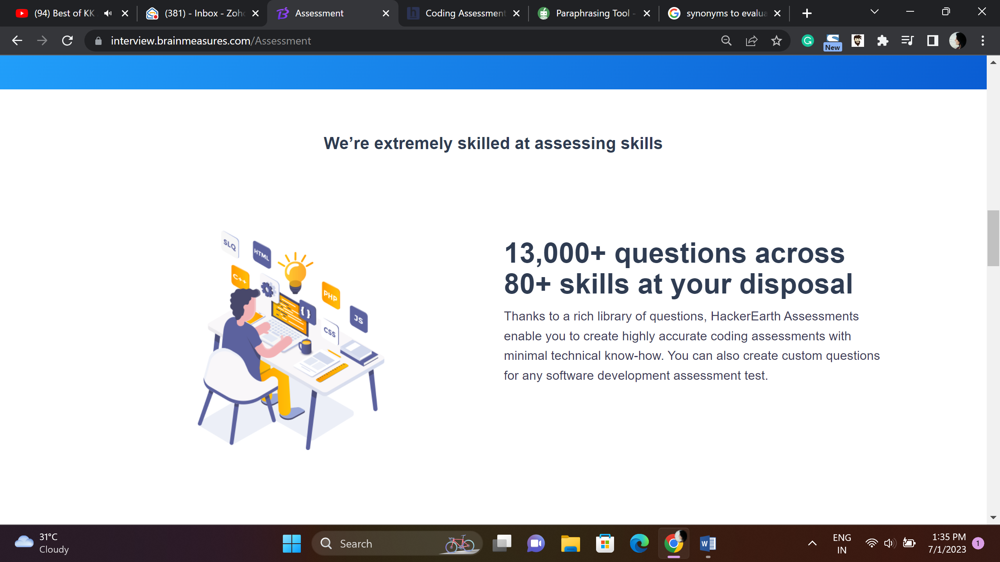 (94) Best of KK
(381) - Inbox - Zoho
Assessment
Coding Assessment
Paraphrasing Tool -
synonyms to evalua
interview.brainmeasures.com/Assessment
New
We’re extremely skilled at assessing skills
SLQ
HTML
C++
PHP
{}
JS
CSS
13,000+ questions across
80+ skills at your disposal
Thanks to a rich library of questions, HackerEarth Assessments
enable you to create highly accurate coding assessments with
minimal technical know-how. You can also create custom questions
for any software development assessment test.
31°C
Cloudy
Search
ENG
IN
1:35 PM
7/1/2023
1